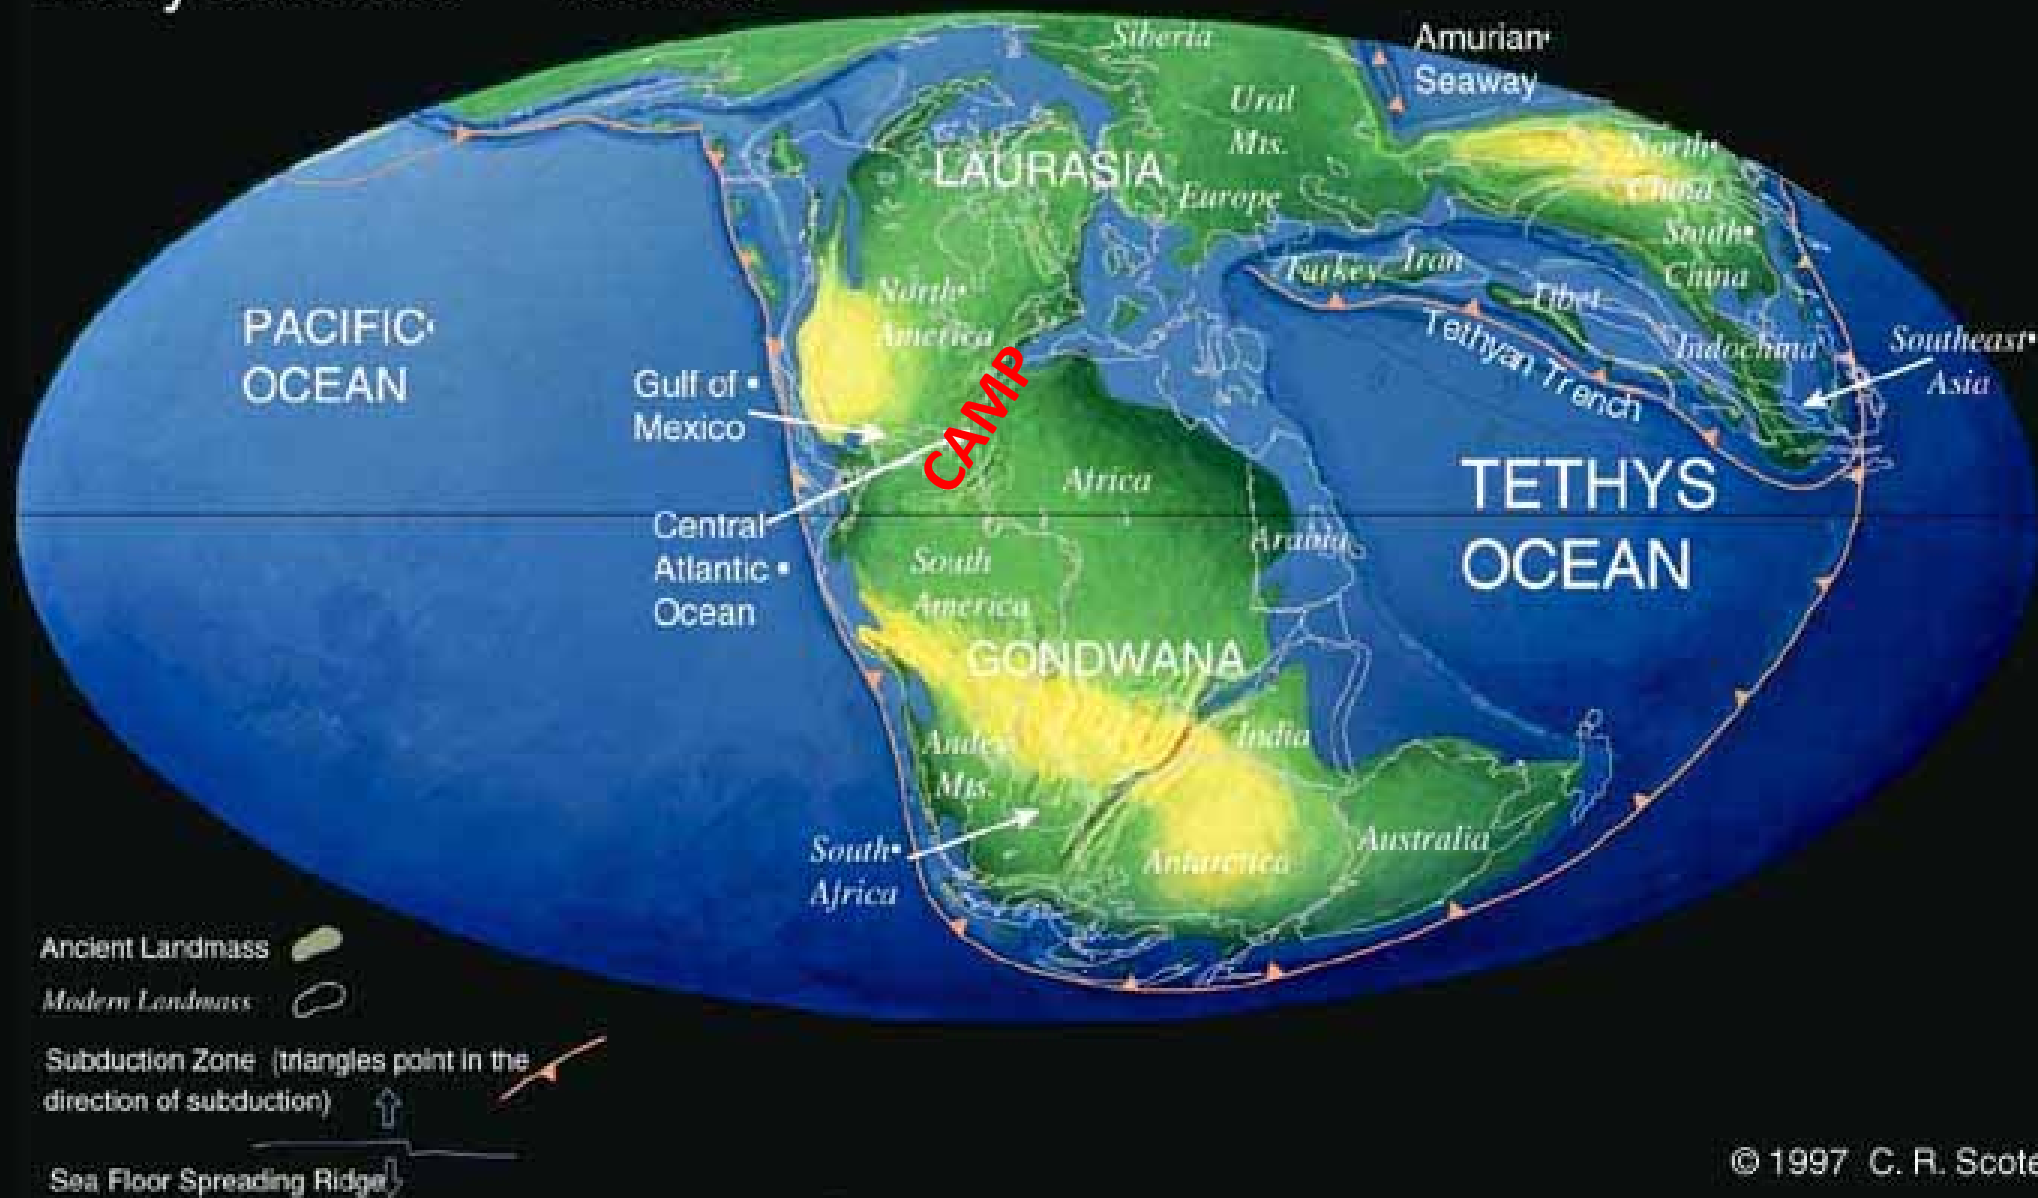 Amurian
Seaway
Siberia
Ural
Mts.
LAURASIA
Europe
North
China
South
China
Turkey
Iran
Tibet
Indochina
Southeast
Asia
Tethyan Trench
North
America
PACIFIC
OCEAN
Gulf of
Mexico
CAMP
Africa
TETHYS
OCEAN
Central
Atlantic
Ocean
Arabia
South
America
GONDWANA
India
Andes
Mts.
South
Africa
Antarctica
Australia
Ancient Landmass
Modern Landmass
Subduction Zone (triangles point in the
direction of subduction)
Sea Floor Spreading Ridge
© 1997 C. R. Scote